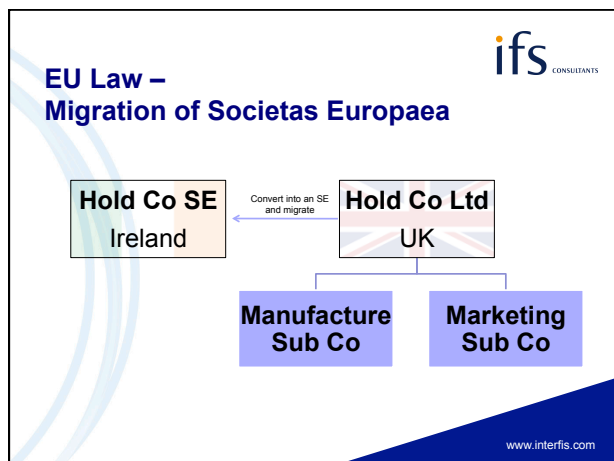 ifs CONSULTANTS
EU Law –
Migration of Societas Europaea
Hold Co SE
Ireland
Convert into an SE
and migrate
Hold Co Ltd
UK
Manufacture
Sub Co
Marketing
Sub Co
www.interfis.com